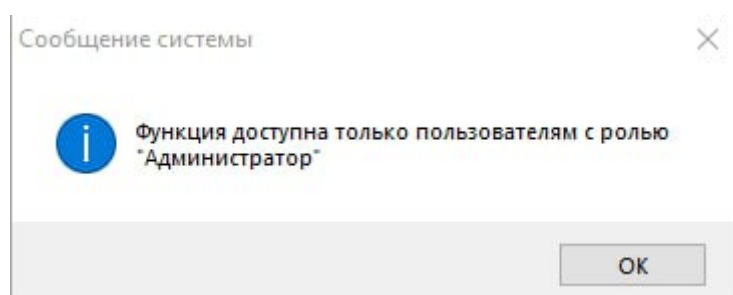 Сообщение системы
Функция доступна только пользователям с ролью
"Администратор"
OK